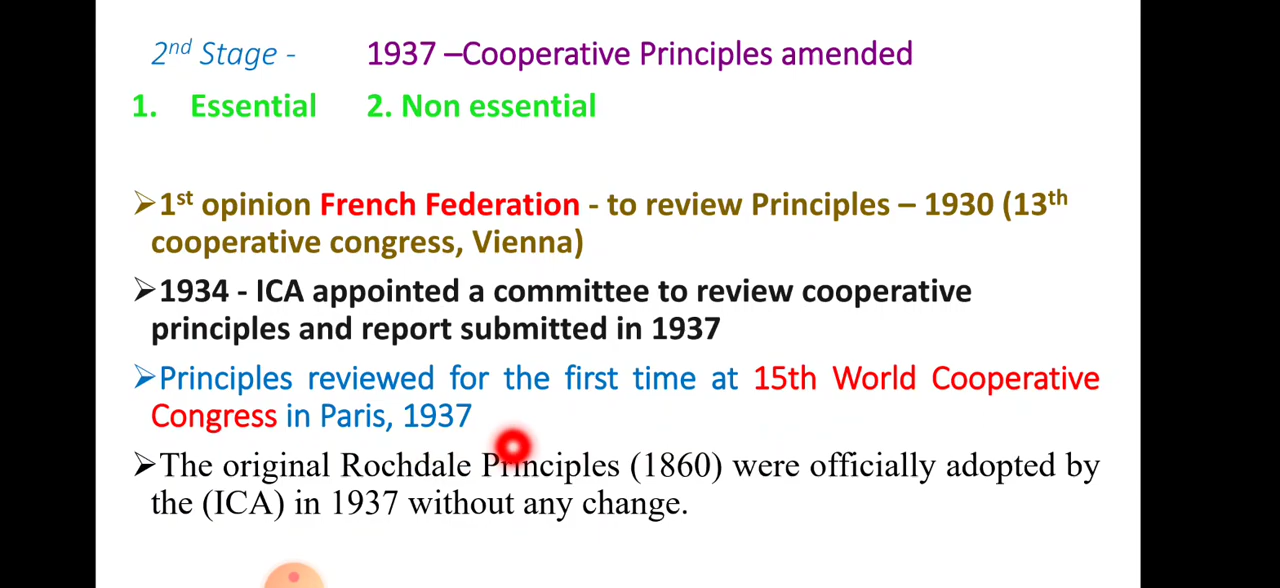 2nd Stage - 1937 –Cooperative Principles amended
1. Essential 2. Non essential
➢1st opinion French Federation - to review Principles – 1930 (13th
cooperative congress, Vienna)
➢1934 - ICA appointed a committee to review cooperative
principles and report submitted in 1937
➢Principles reviewed for the first time at 15th World Cooperative
Congress in Paris, 1937
➢The original Rochdale Principles (1860) were officially adopted by
the (ICA) in 1937 without any change.